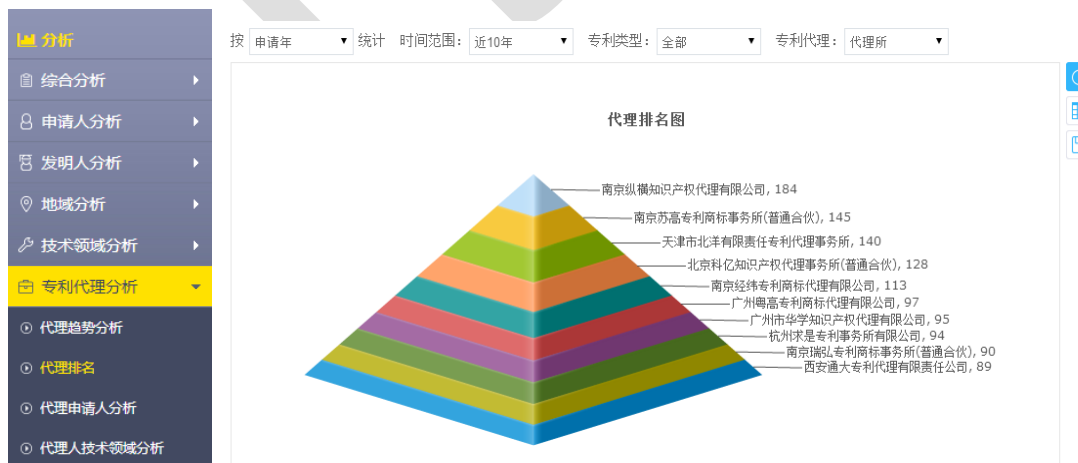 分析
综合分析
申请人分析
发明人分析
地域分析
技术领域分析
专利代理分析
代理趋势分析
代理排名
代理申请人分析
代理人技术领域分析
按 申请年 统计 时间范围: 近10年 专利类型: 全部 专利代理: 代理所
代理排名图
南京纵横知识产权代理有限公司, 184
南京苏高专利商标事务所(普通合伙), 145
天津市北洋有限责任专利代理事务所, 140
北京科亿知识产权代理事务所(普通合伙), 128
南京经纬专利商标代理有限公司, 113
广州粤高专利商标代理有限公司, 97
广州市华学知识产权代理有限公司, 95
杭州求是专利事务所有限公司, 94
南京瑞弘专利商标事务所(普通合伙), 90
西安通大专利代理有限责任公司, 89